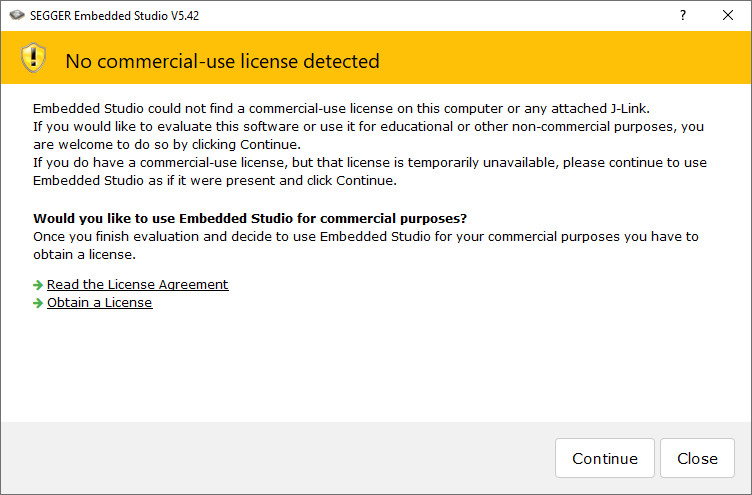 SEGGER Embedded Studio V5.42
?
No commercial-use license detected
Embedded Studio could not find a commercial-use license on this computer or any attached J-Link.
If you would like to evaluate this software or use it for educational or other non-commercial purposes, you
are welcome to do so by clicking Continue.
If you do have a commercial-use license, but that license is temporarily unavailable, please continue to use
Embedded Studio as if it were present and click Continue.
Would you like to use Embedded Studio for commercial purposes?
Once you finish evaluation and decide to use Embedded Studio for your commercial purposes you have to
obtain a license.
Read the License Agreement
Obtain a License
Continue Close